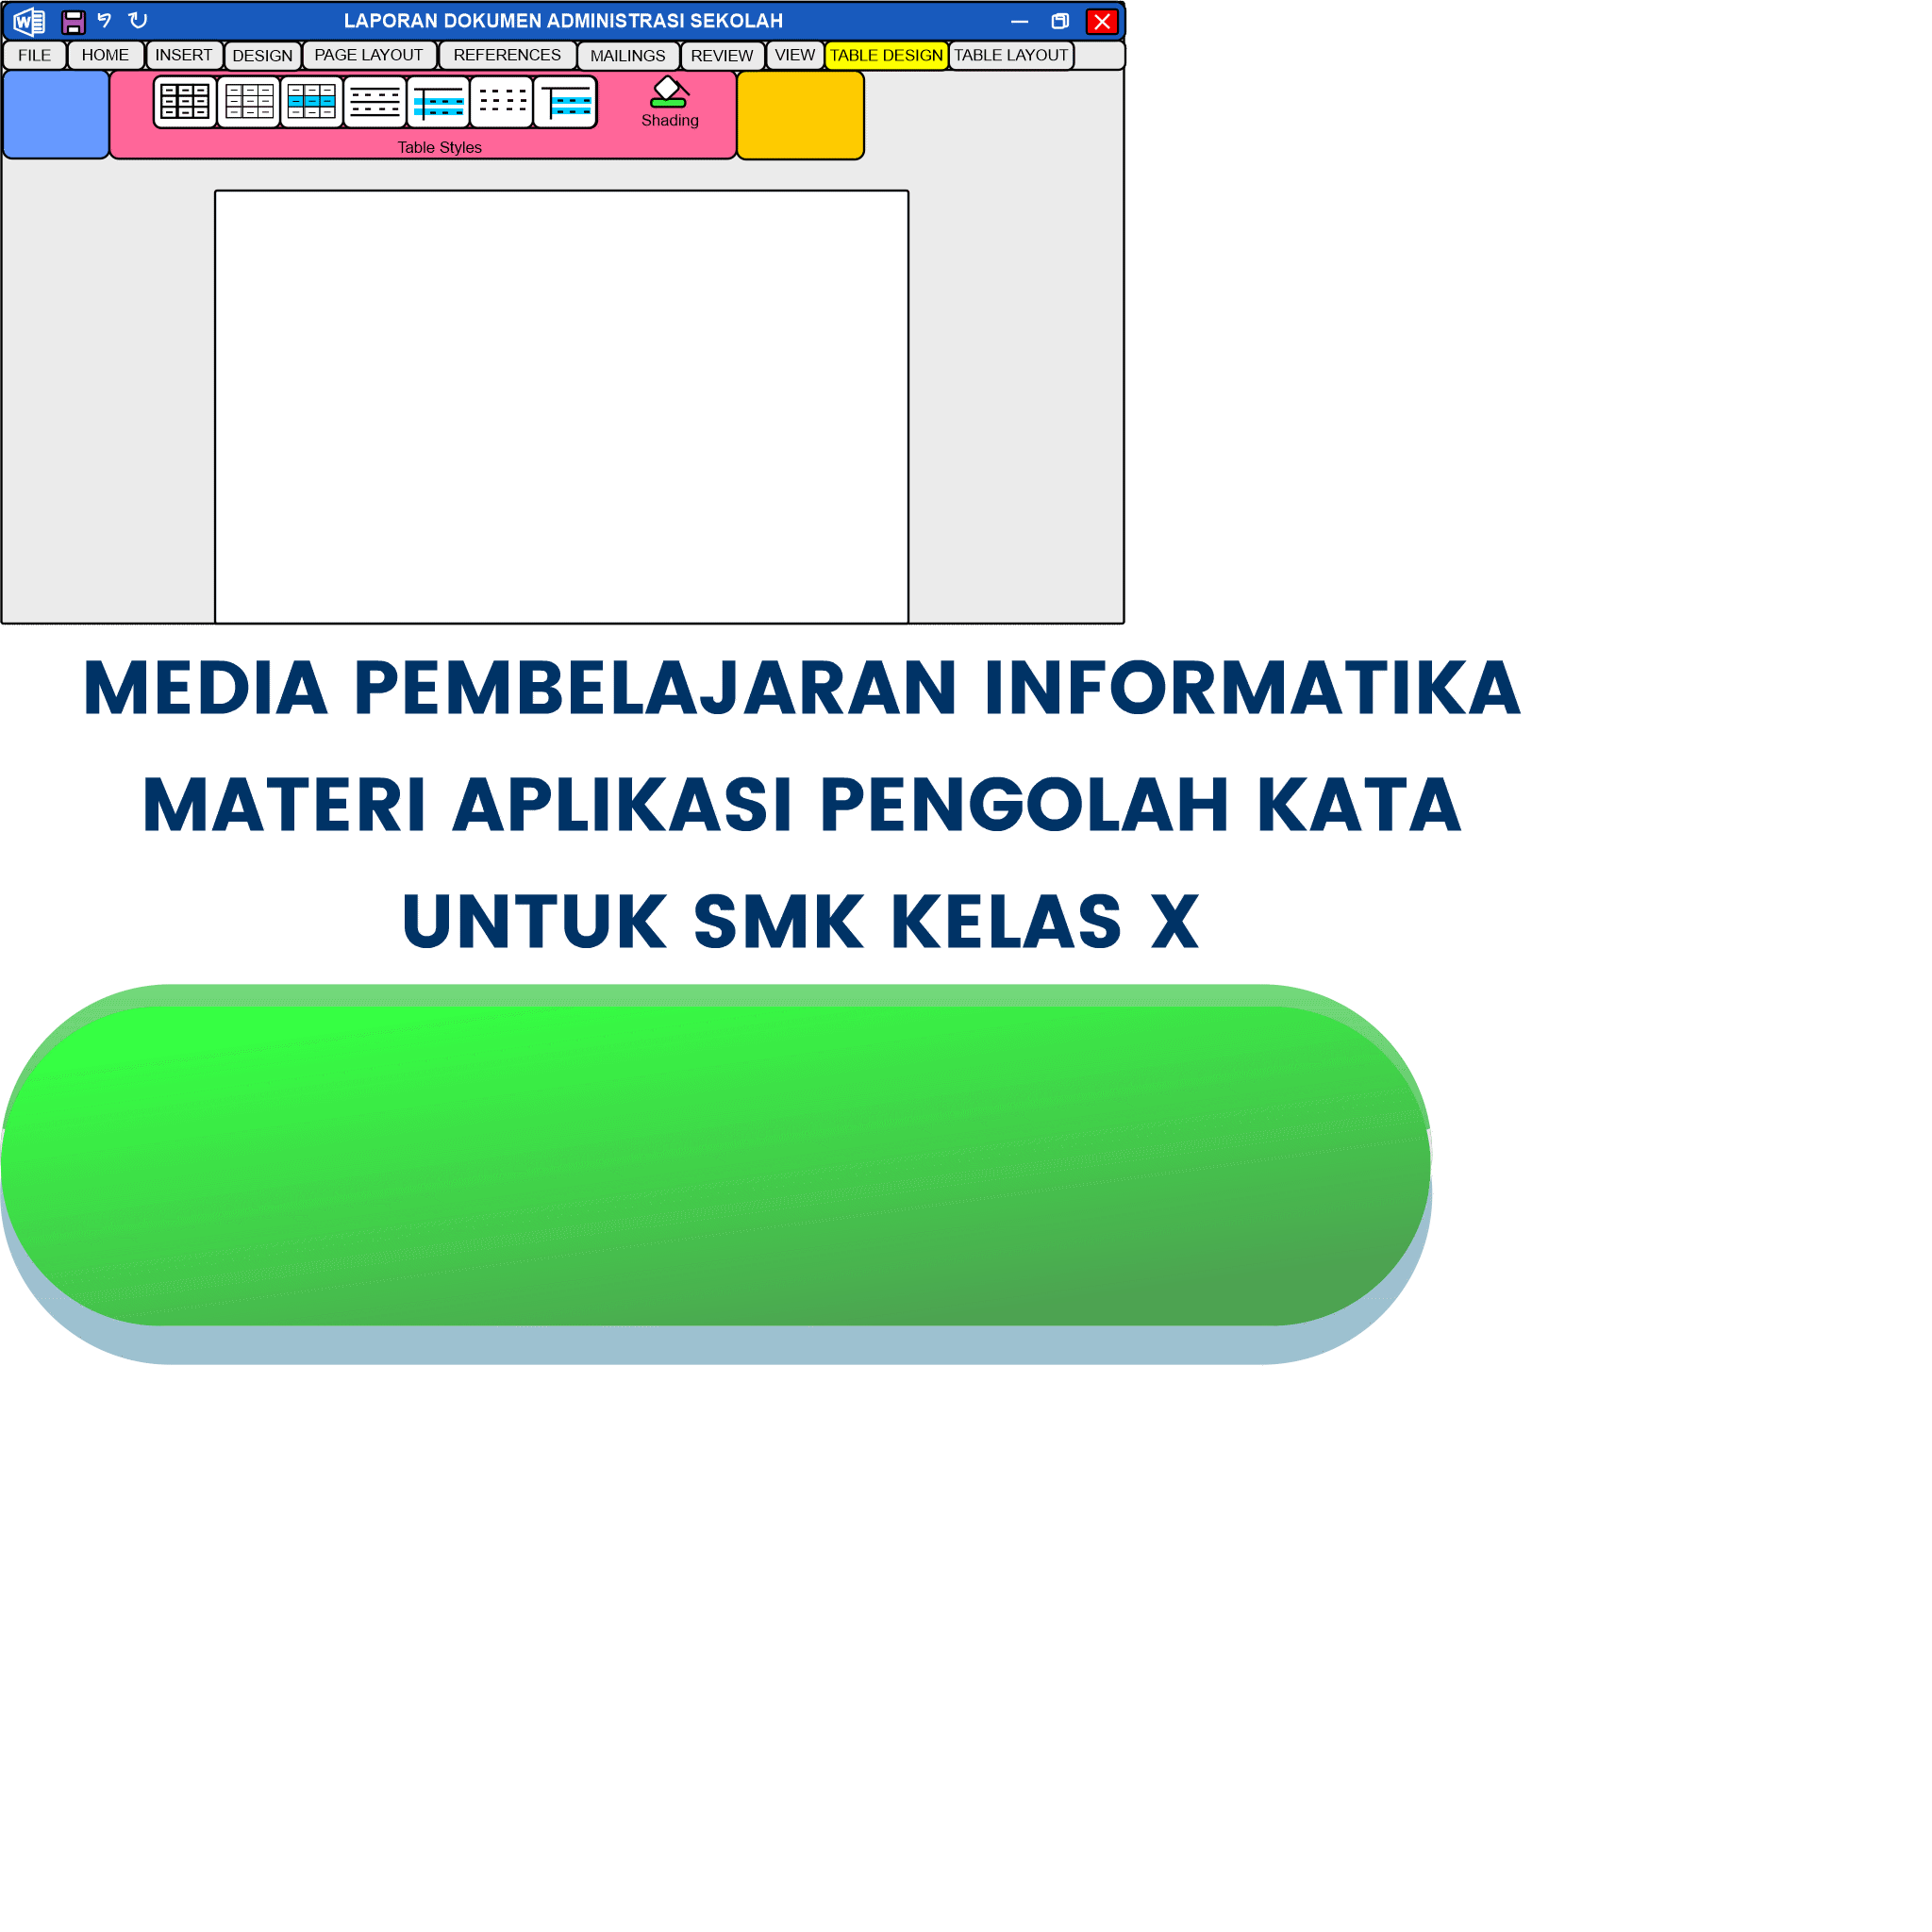 W LAPORAN DOKUMEN ADMINISTRASI SEKOLAH
FILE HOME INSERT DESIGN PAGE LAYOUT REFERENCES MAILINGS REVIEW VIEW TABLE DESIGN TABLE LAYOUT
Shading
Table Styles
MEDIA PEMBELAJARAN INFORMATIKA
MATERI APLIKASI PENGOLAH KATA
UNTUK SMK KELAS X